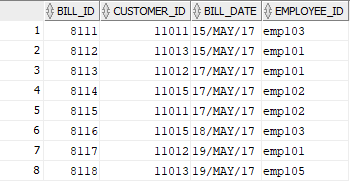 BILL_ID CUSTOMER_ID BILL_DATE EMPLOYEE_ID
1 8111 11011 15/MAY/17 emp103
2 8112 11013 15/MAY/17 emp101
3 8113 11012 17/MAY/17 emp101
4 8114 11015 17/MAY/17 emp102
5 8115 11011 17/MAY/17 emp102
6 8116 11015 18/MAY/17 emp103
7 8117 11012 19/MAY/17 emp101
8 8118 11013 19/MAY/17 emp105